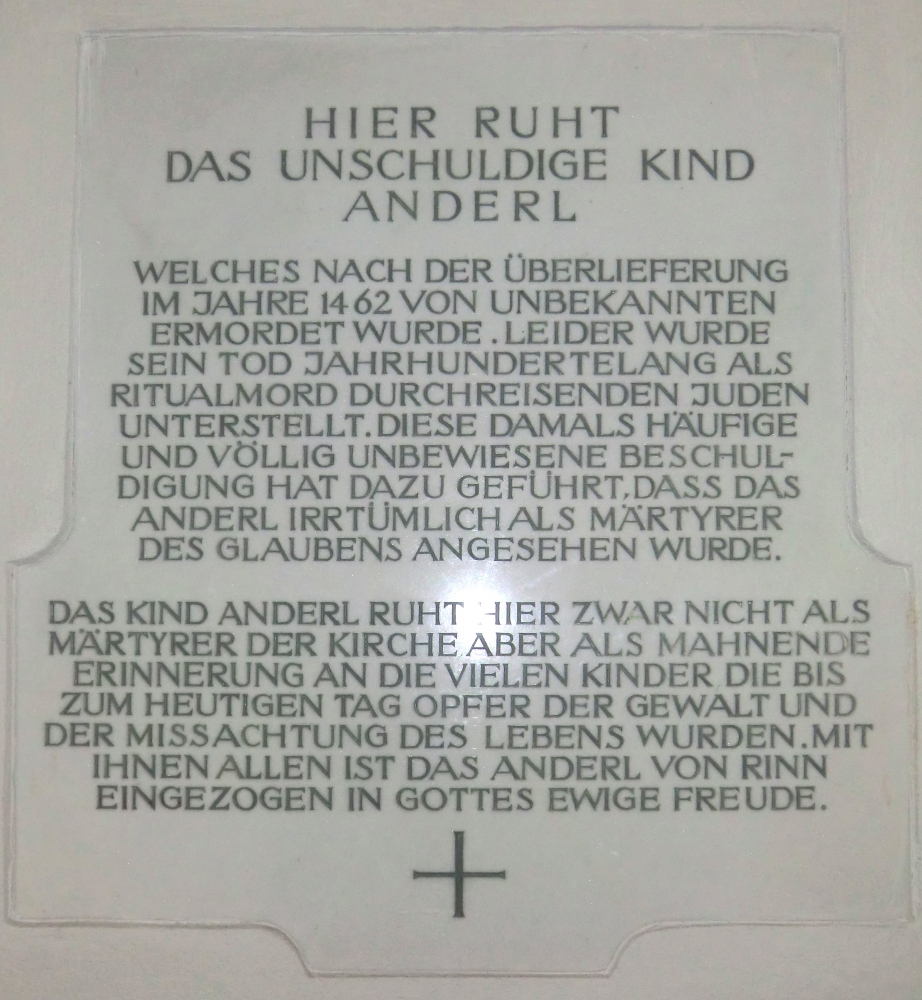 HIER RUHT
DAS UNSCHULDIGE KIND
ANDERL
WELCHES NACH DER ÜBERLIEFERUNG
IM JAHRE 1462 VON UNBEKANNTEN
ERMORDET WURDE. LEIDER WURDE
SEIN TOD JAHRHUNDERTELANG ALS
RITUALMORD DURCHREISENDEN JUDEN
UNTERSTELLT. DIESE DAMALS HÄUFIGE
UND VÖLLIG UNBEWIESENE BESCHUL-
DIGUNG HAT DAZU GEFÜHRT, DASS DAS
ANDERL IRRTÜMLICH ALS MÄRTYRER
DES GLAUBENS ANGESEHEN WURDE.
DAS KIND ANDERL RUHT HIER ZWAR NICHT ALS
MÄRTYRER DER KIRCHE ABER ALS MAHNENDE
ERINNERUNG AN DIE VIELEN KINDER DIE BIS
ZUM HEUTIGEN TAG OPFER DER GEWALT UND
DER MISSACHTUNG DES LEBENS WURDEN. MIT
IHNEN ALLEN IST DAS ANDERL VON RINN
EINGEZOGEN IN GOTTES EWIGE FREUDE.